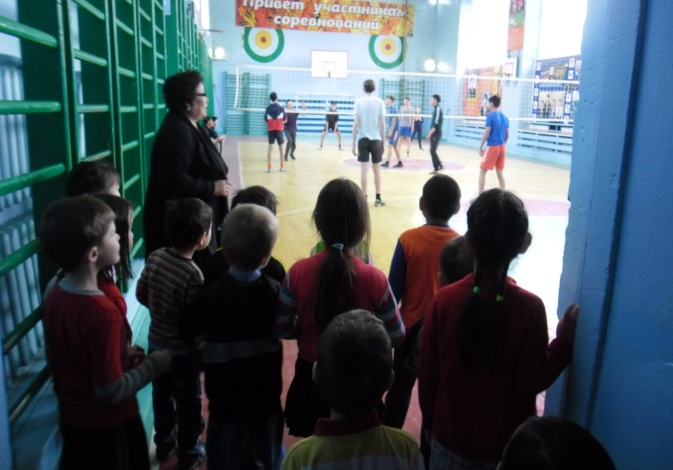 Привет участникам
соревнований